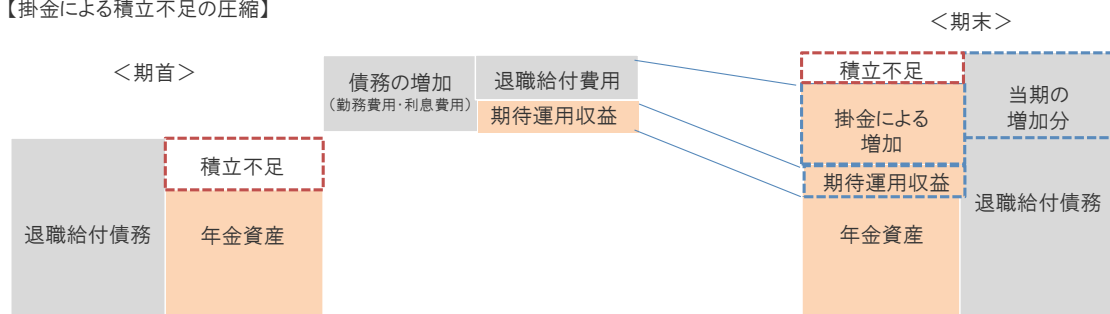 【掛金による積立不足の圧縮】
＜期首＞
積立不足
退職給付債務
年金資産
債務の増加
（勤務費用・利息費用）
退職給付費用
期待運用収益
＜期末＞
積立不足
掛金による
増加
期待運用収益
年金資産
当期の
増加分
退職給付債務